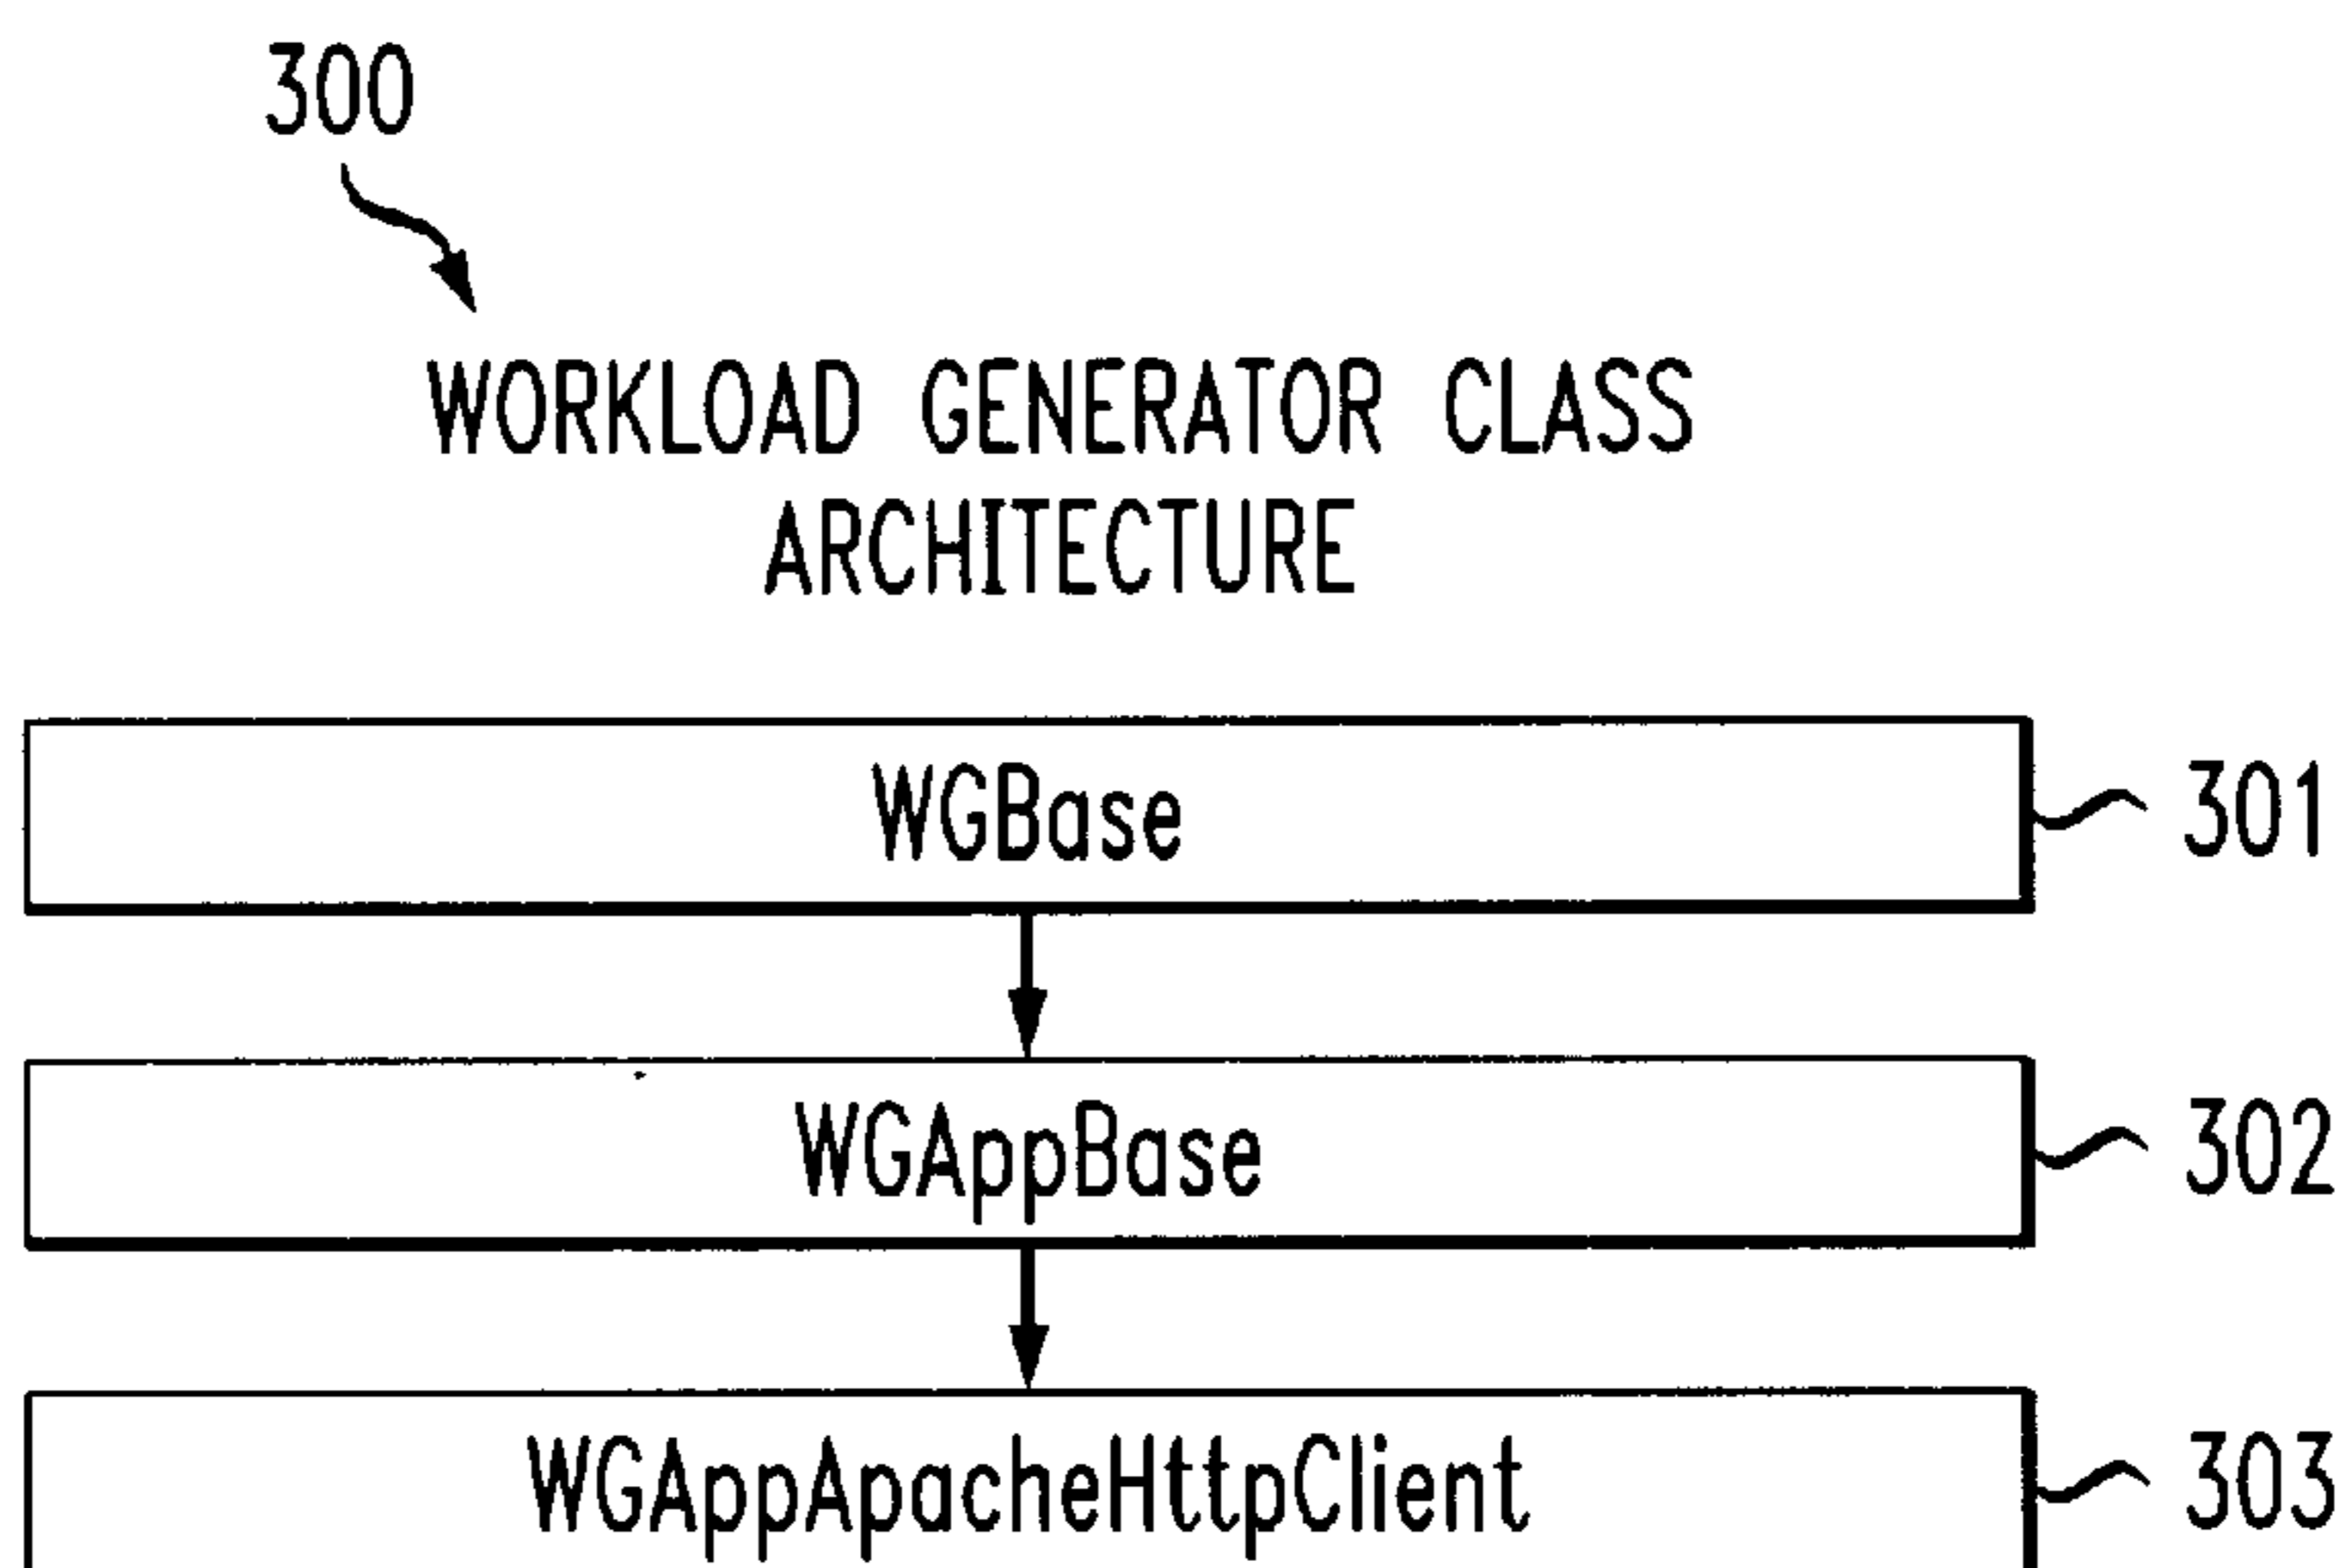 300
WORKLOAD GENERATOR CLASS
ARCHITECTURE
WGBase
301
WGAppBase
302
WGAppApacheHttpClient
303